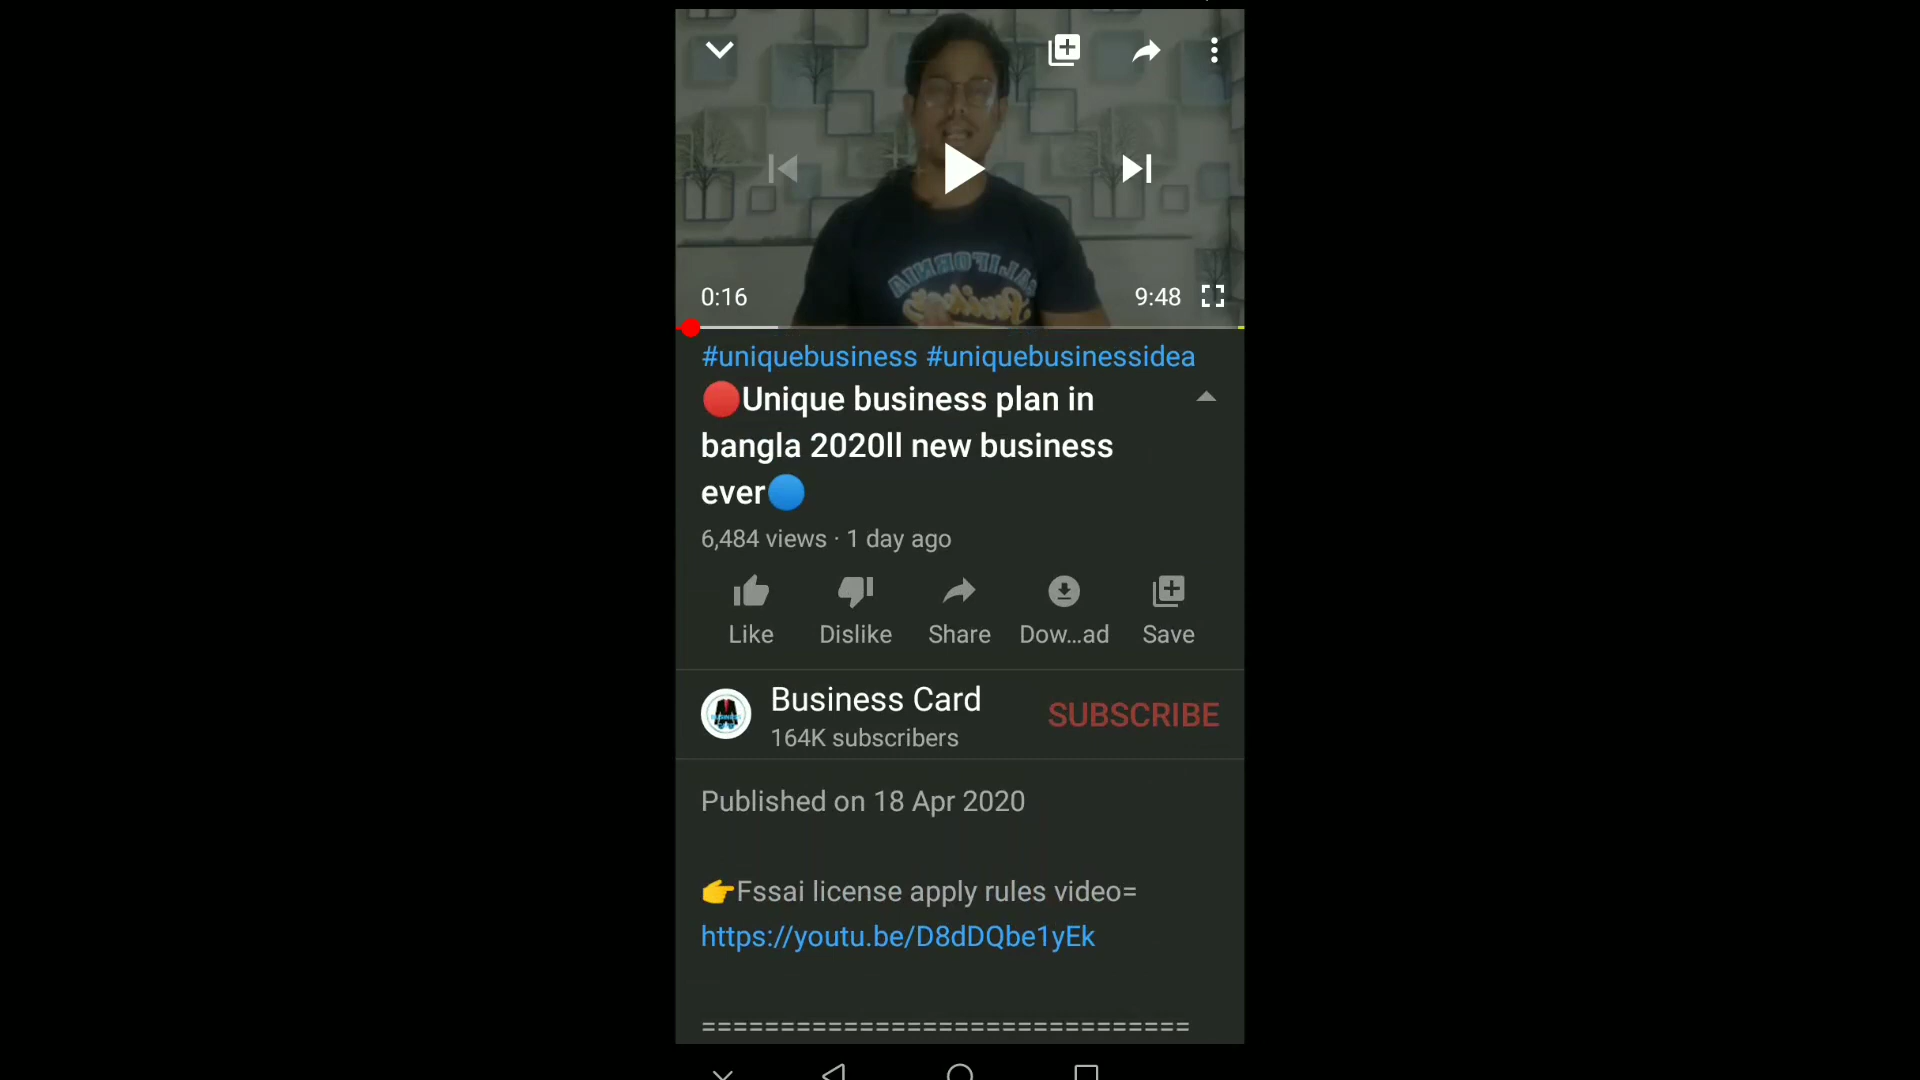 0:16
9:48
#uniquebusiness #uniquebusinessidea
🔴Unique business plan in
bangla 2020ll new business
ever🔵
6,484 views · 1 day ago
Like Dislike Share Dow...ad Save
Business Card
SUBSCRIBE
164K subscribers
Published on 18 Apr 2020
👉Fssai license apply rules video=
https://youtu.be/D8dDQbe1yEk
===============================